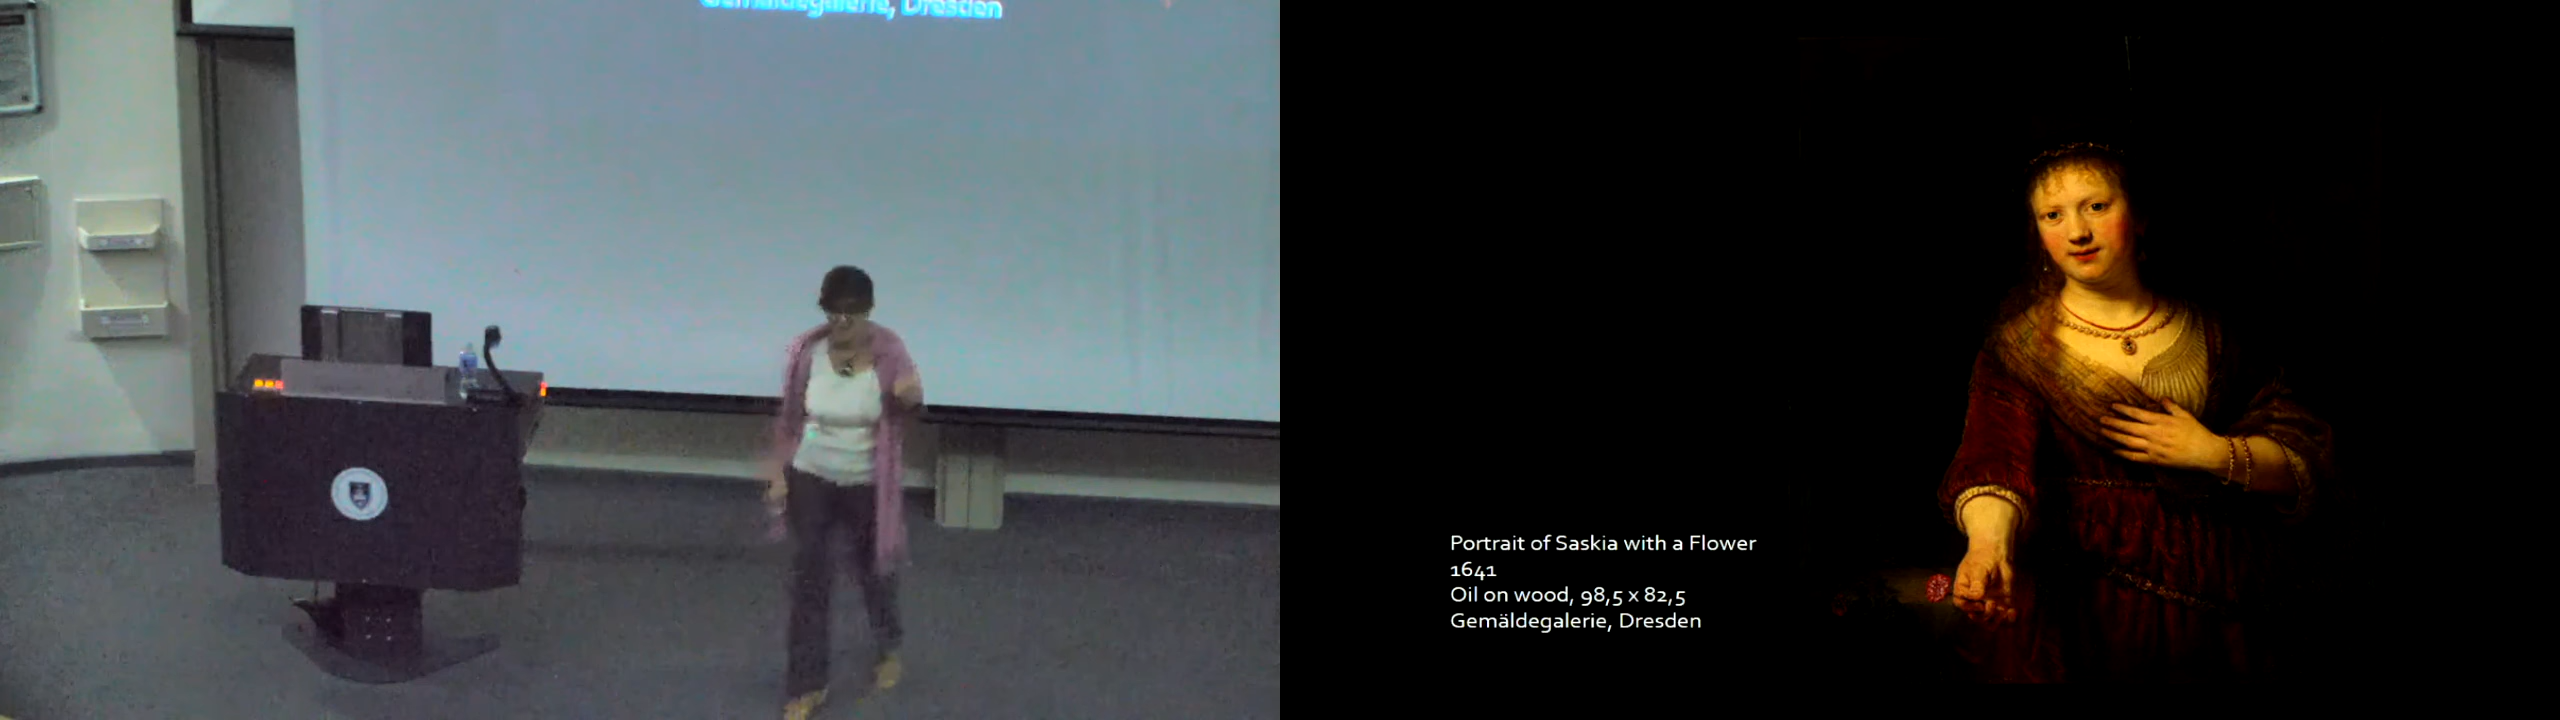 Gemäldegalerie, Dresden
Portrait of Saskia with a Flower
1641
Oil on wood, 98,5 x 82,5
Gemäldegalerie, Dresden